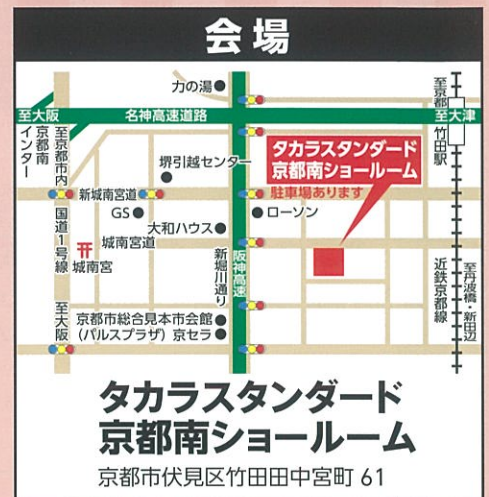 会場
力の湯
至京都
至大阪
名神高速道路
至大津
京都南
インター
至京都市内
竹田駅
タカラスタンダード
京都南ショールーム
堺引越センター
新城南宮道
駐車場あります
GS
ローソン
大和ハウス
国道1号線
城南宮道
城南宮
新堀川通り
阪神高速
近鉄京都線
至丹波橋・新田辺
至大阪
京都市総合見本市会館
(パルスプラザ)
京セラ
タカラスタンダード
京都南ショールーム
京都市伏見区竹田田中宮町 61